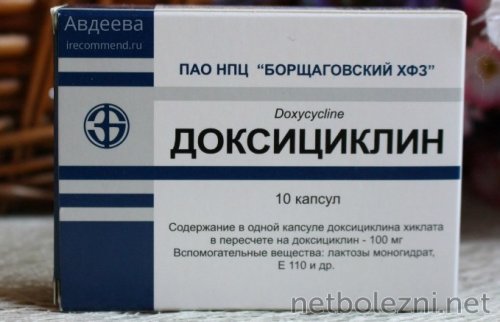 Авдеева
irecommend.ru
ПАО НПЦ "БОРЩАГОВСКИЙ ХФЗ"
Doxycycline
ДОКСИЦИКЛИН
10 капсул
Содержание в одной капсуле доксициклина хиклата
в пересчете на доксициклин - 100 мг
Вспомогательные вещества: лактозы моногидрат,
Е 110 и др.
netbolezni.net